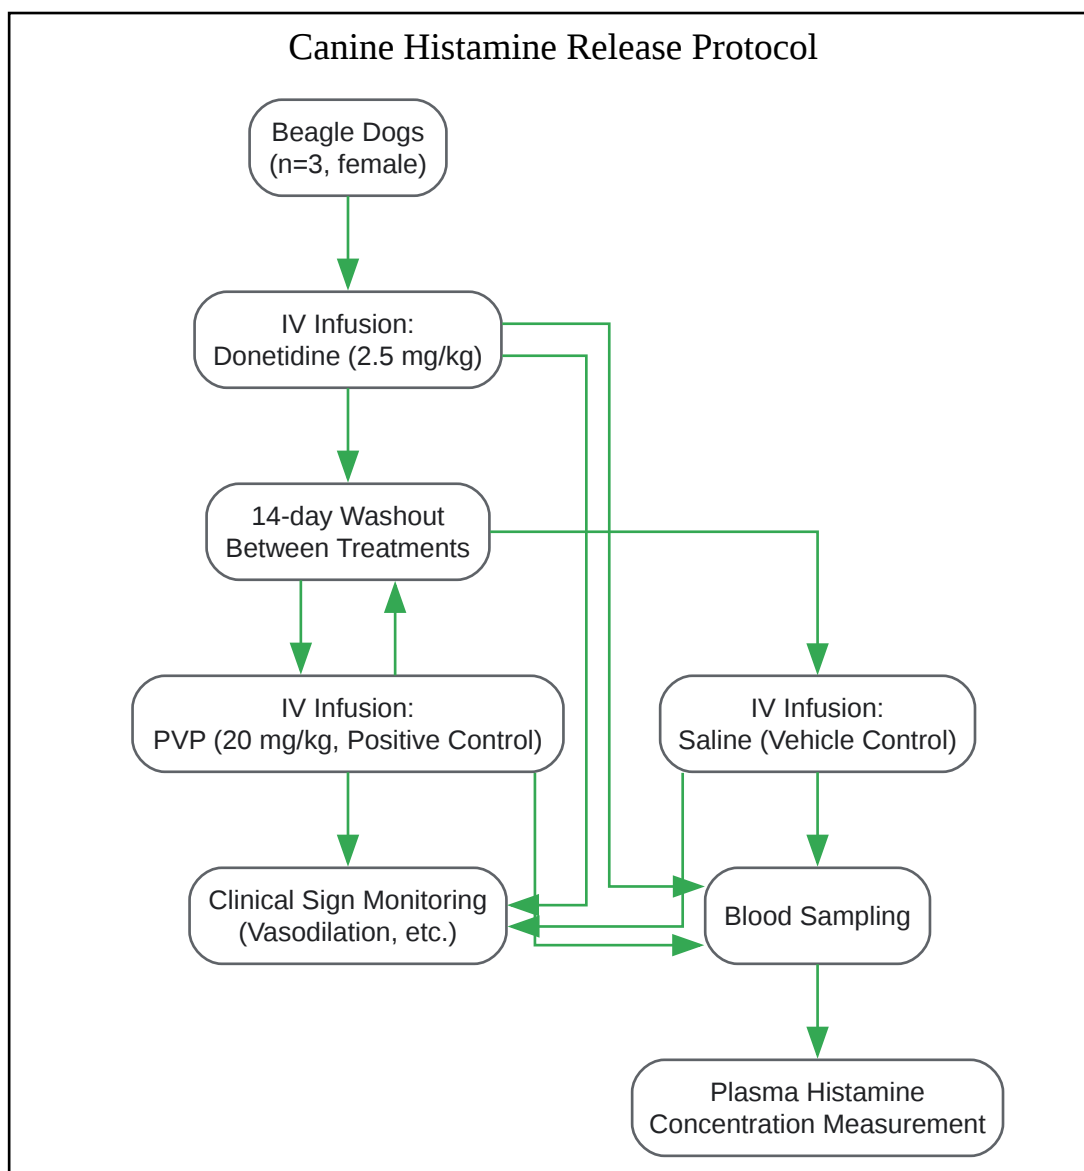 Canine Histamine Release Protocol
Beagle Dogs
(n=3, female)
IV Infusion:
Donetidine (2.5 mg/kg)
14-day Washout
Between Treatments
IV Infusion:
PVP (20 mg/kg, Positive Control)
IV Infusion:
Saline (Vehicle Control)
Clinical Sign Monitoring
(Vasodilation, etc.)
Blood Sampling
Plasma Histamine
Concentration Measurement